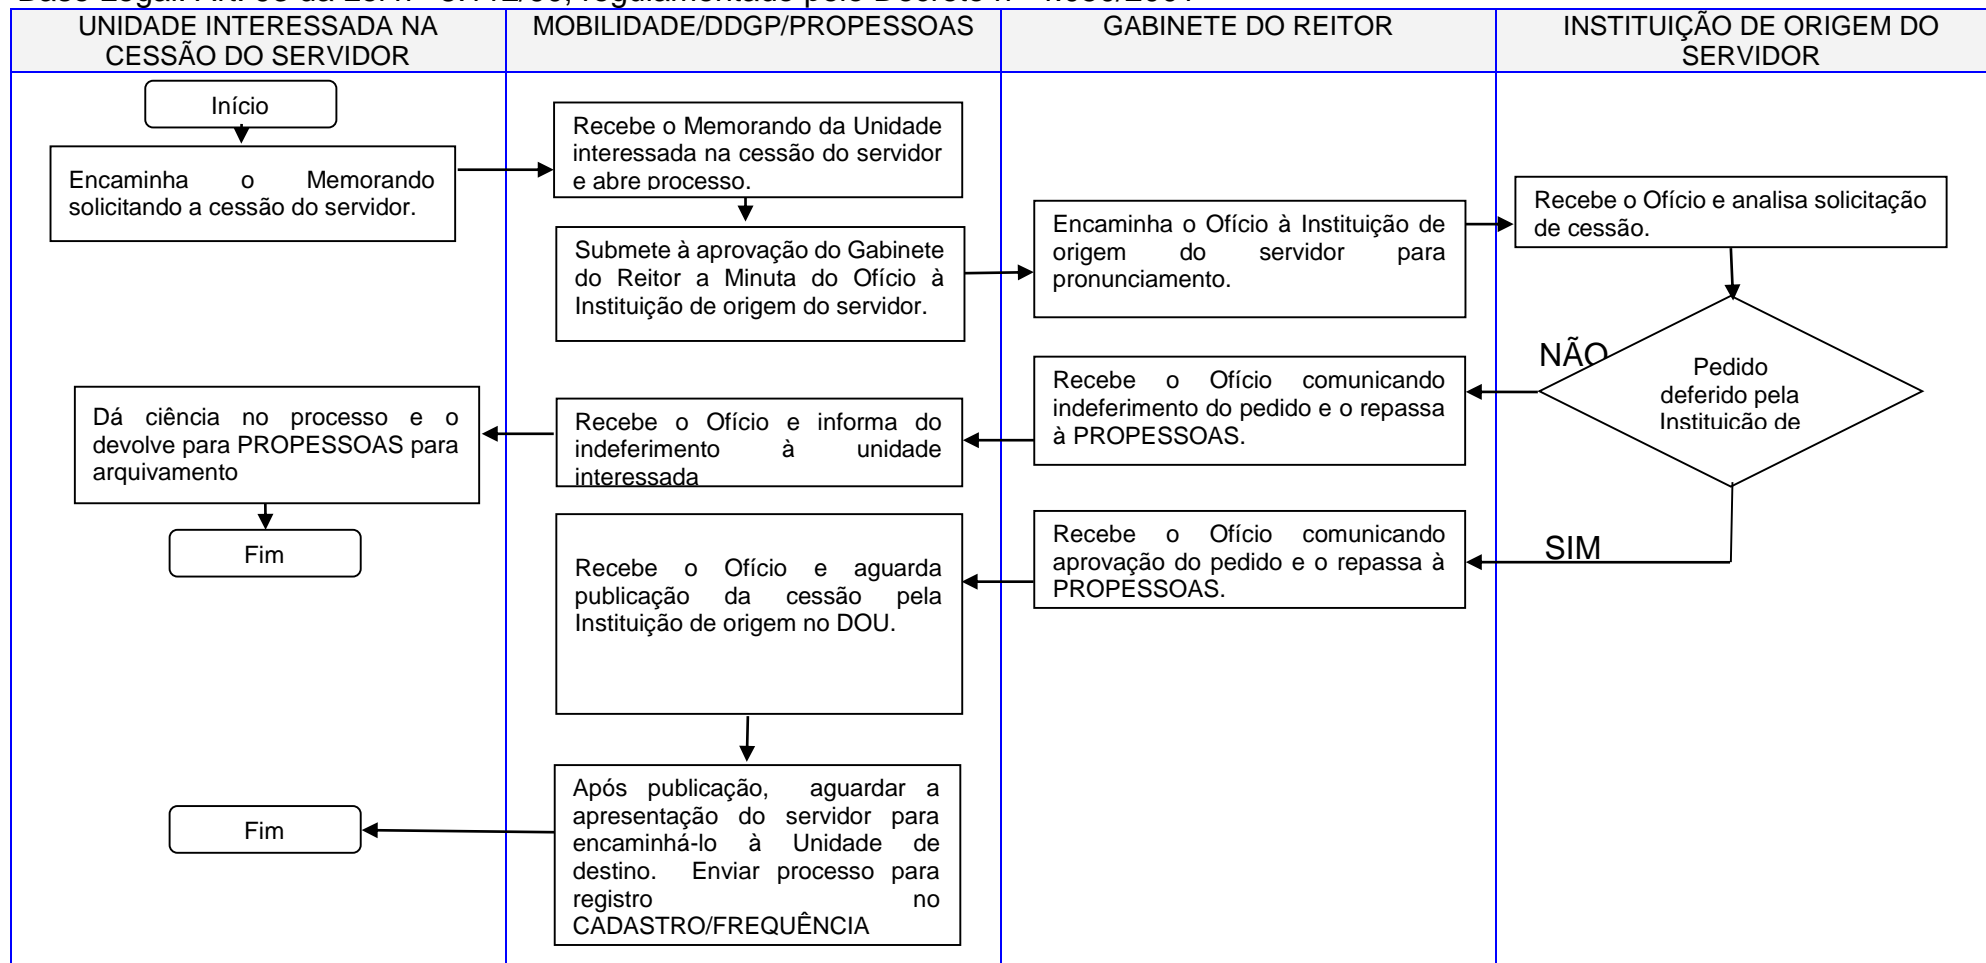 UNIDADE INTERESSADA NA
CESSÃO DO SERVIDOR
MOBILIDADE/DDGP/PROPESSOAS
GABINETE DO REITOR
INSTITUIÇÃO DE ORIGEM DO
SERVIDOR
Início
Encaminha o Memorando
solicitando a cessão do servidor.
Recebe o Memorando da Unidade
interessada na cessão do servidor
e abre processo.
Submete à aprovação do Gabinete
do Reitor a Minuta do Ofício à
Instituição de origem do servidor.
Encaminha o Ofício à Instituição de
origem do servidor para
pronunciamento.
Recebe o Ofício e analisa solicitação
de cessão.
Pedido
deferido pela
Instituição de
NÃO
Recebe o Ofício comunicando
indeferimento do pedido e o repassa
à PROPESSOAS.
Recebe o Ofício e informa do
indeferimento à unidade
interessada
Dá ciência no processo e o
devolve para PROPESSOAS para
arquivamento
Fim
SIM
Recebe o Ofício comunicando
aprovação do pedido e o repassa à
PROPESSOAS.
Recebe o Ofício e aguarda
publicação da cessão pela
Instituição de origem no DOU.
Após publicação, aguardar a
apresentação do servidor para
encaminhá-lo à Unidade de
destino. Enviar processo para
registro no
CADASTRO/FREQUÊNCIA
Fim